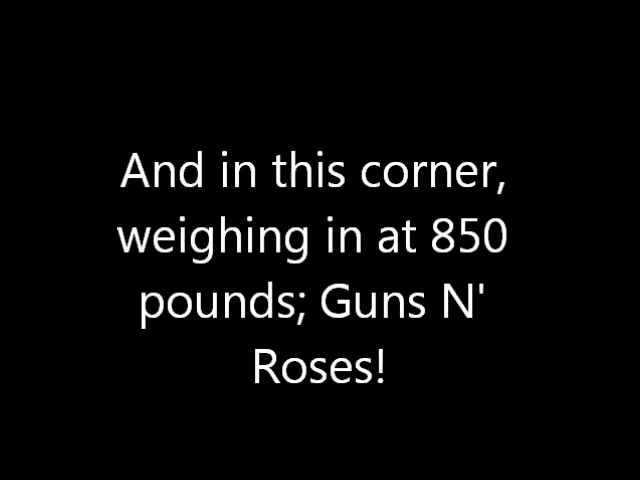 And in this corner,
weighing in at 850
pounds; Guns N'
Roses!